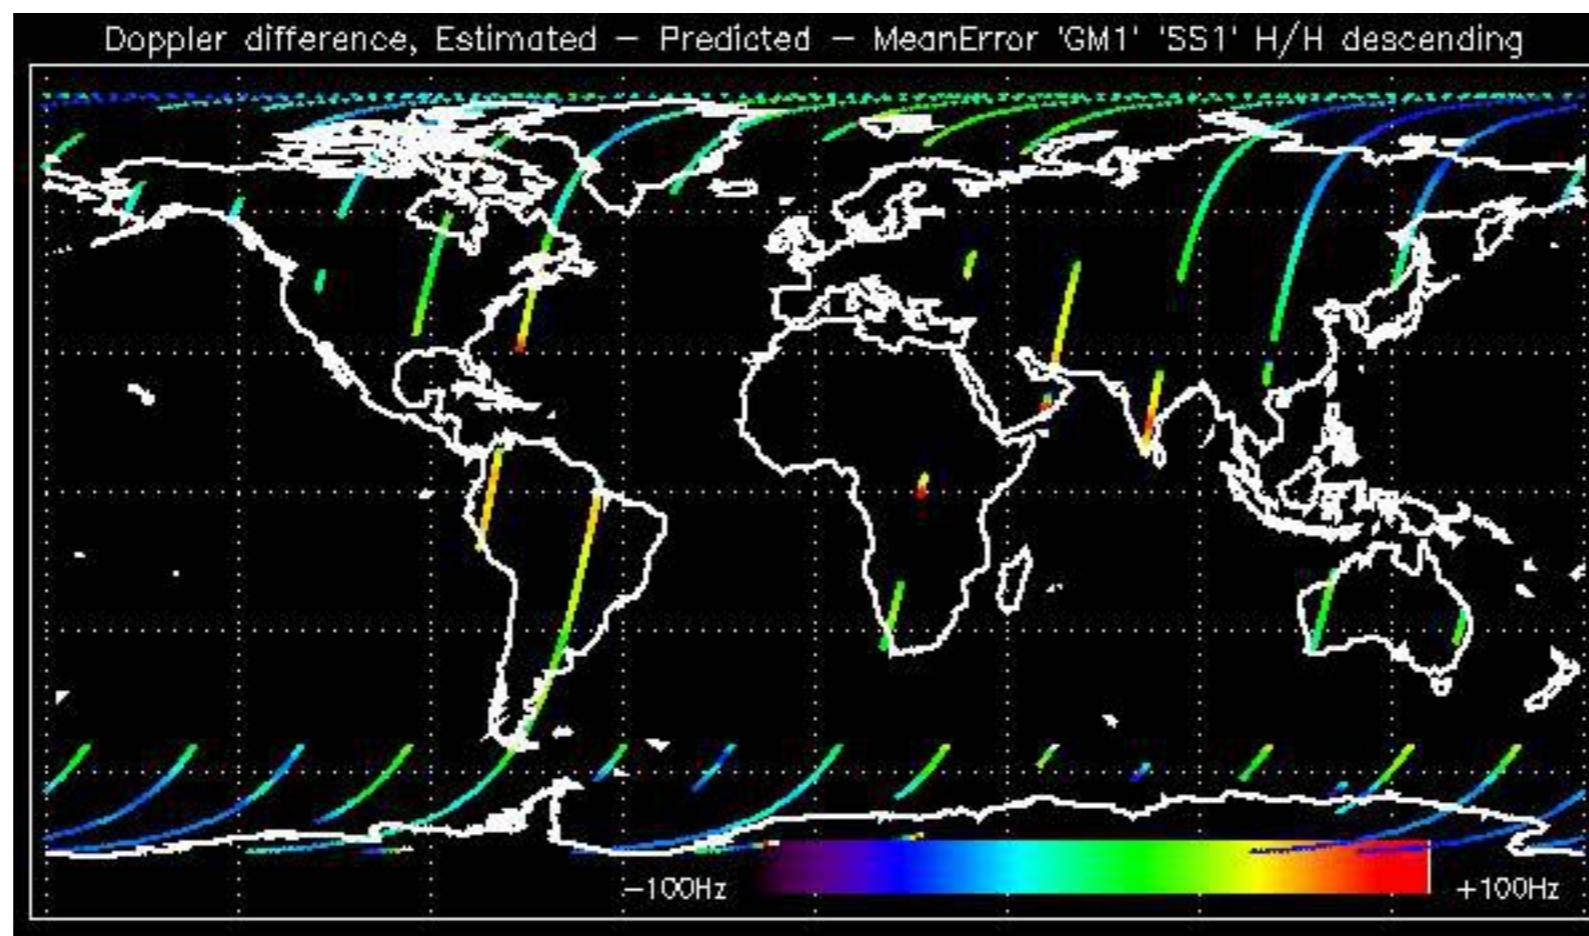 Doppler difference, Estimated – Predicted – MeanError 'GM1' 'SS1' H/H descending
–100Hz +100Hz